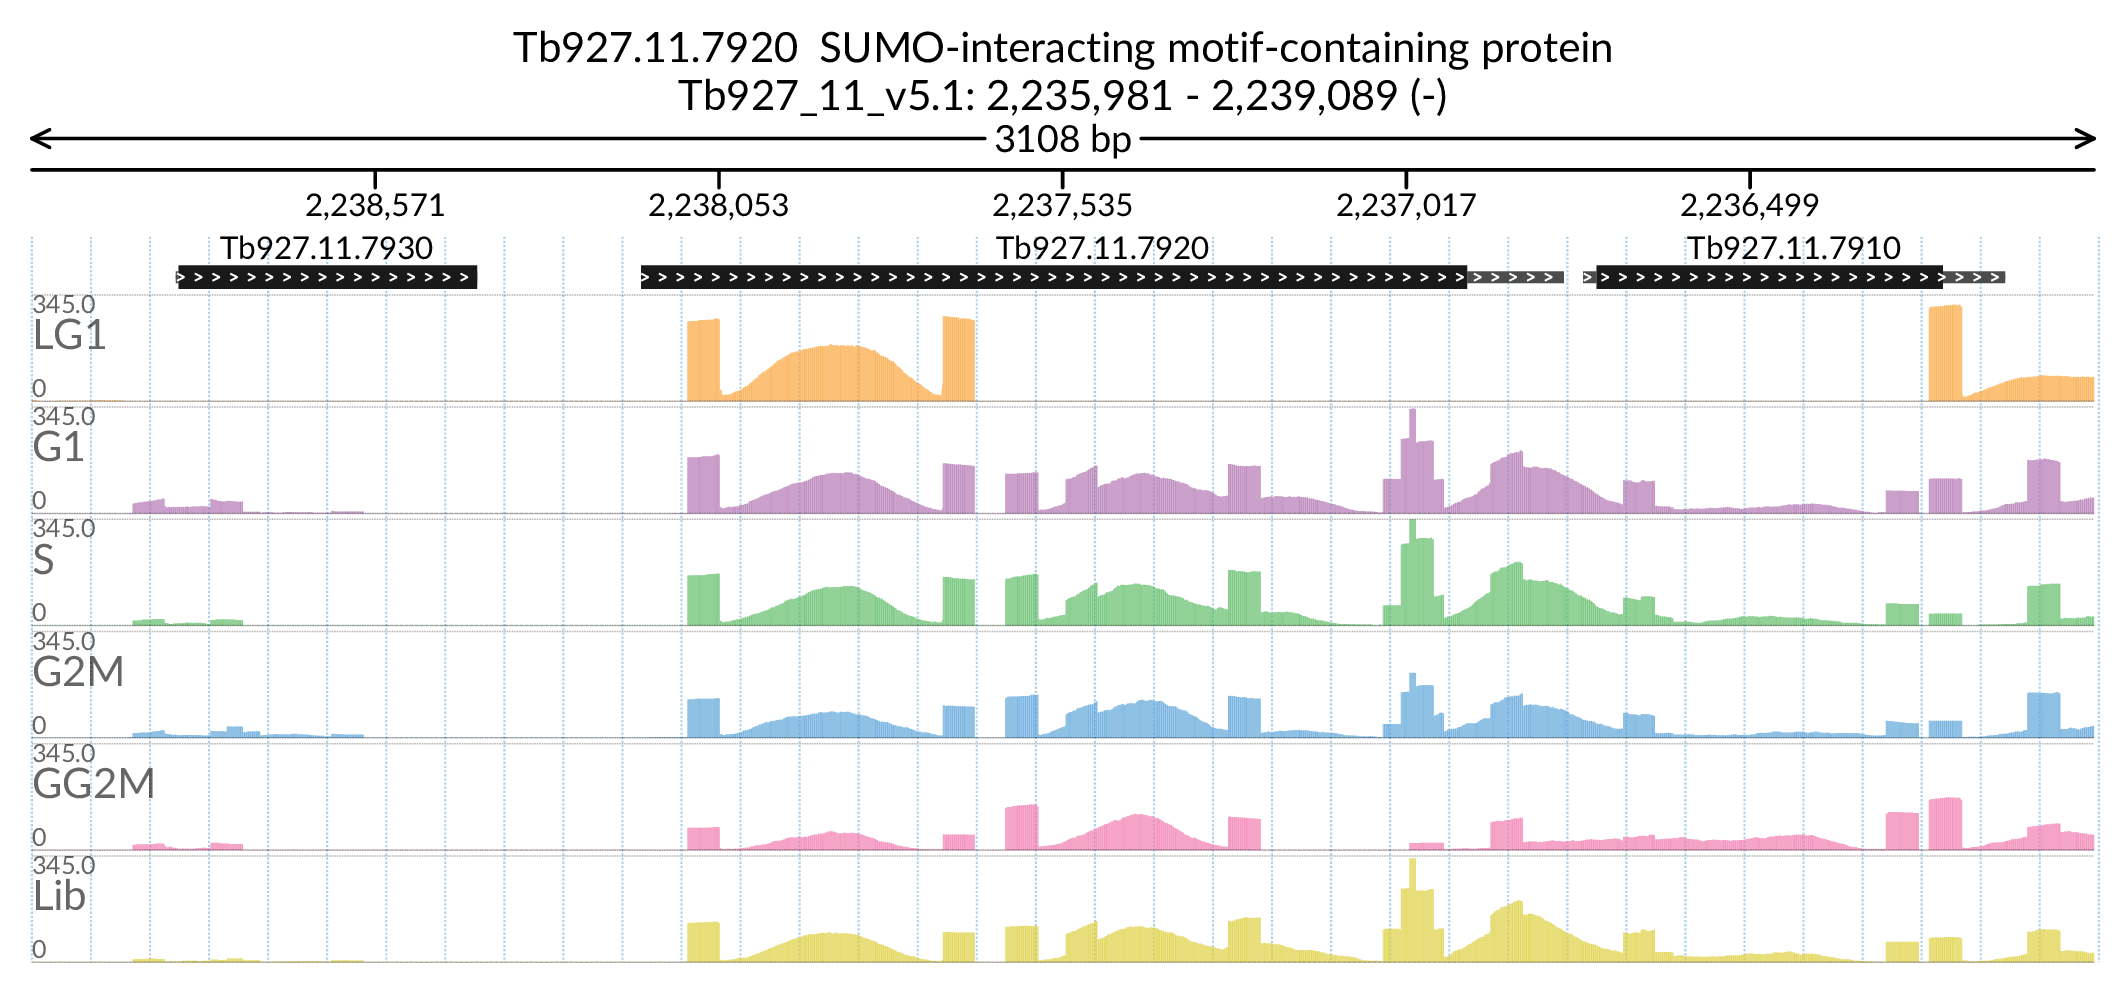 Tb927.11.7920 SUMO-interacting motif-containing protein
Tb927_11_v5.1: 2,235,981 - 2,239,089 (-)
3108 bp
2,238,571 2,238,053 2,237,535 2,237,017 2,236,499
Tb927.11.7930 Tb927.11.7920 Tb927.11.7910
345.0
LG1
0
345.0
G1
0
345.0
S
0
345.0
G2M
0
345.0
GG2M
0
345.0
Lib
0